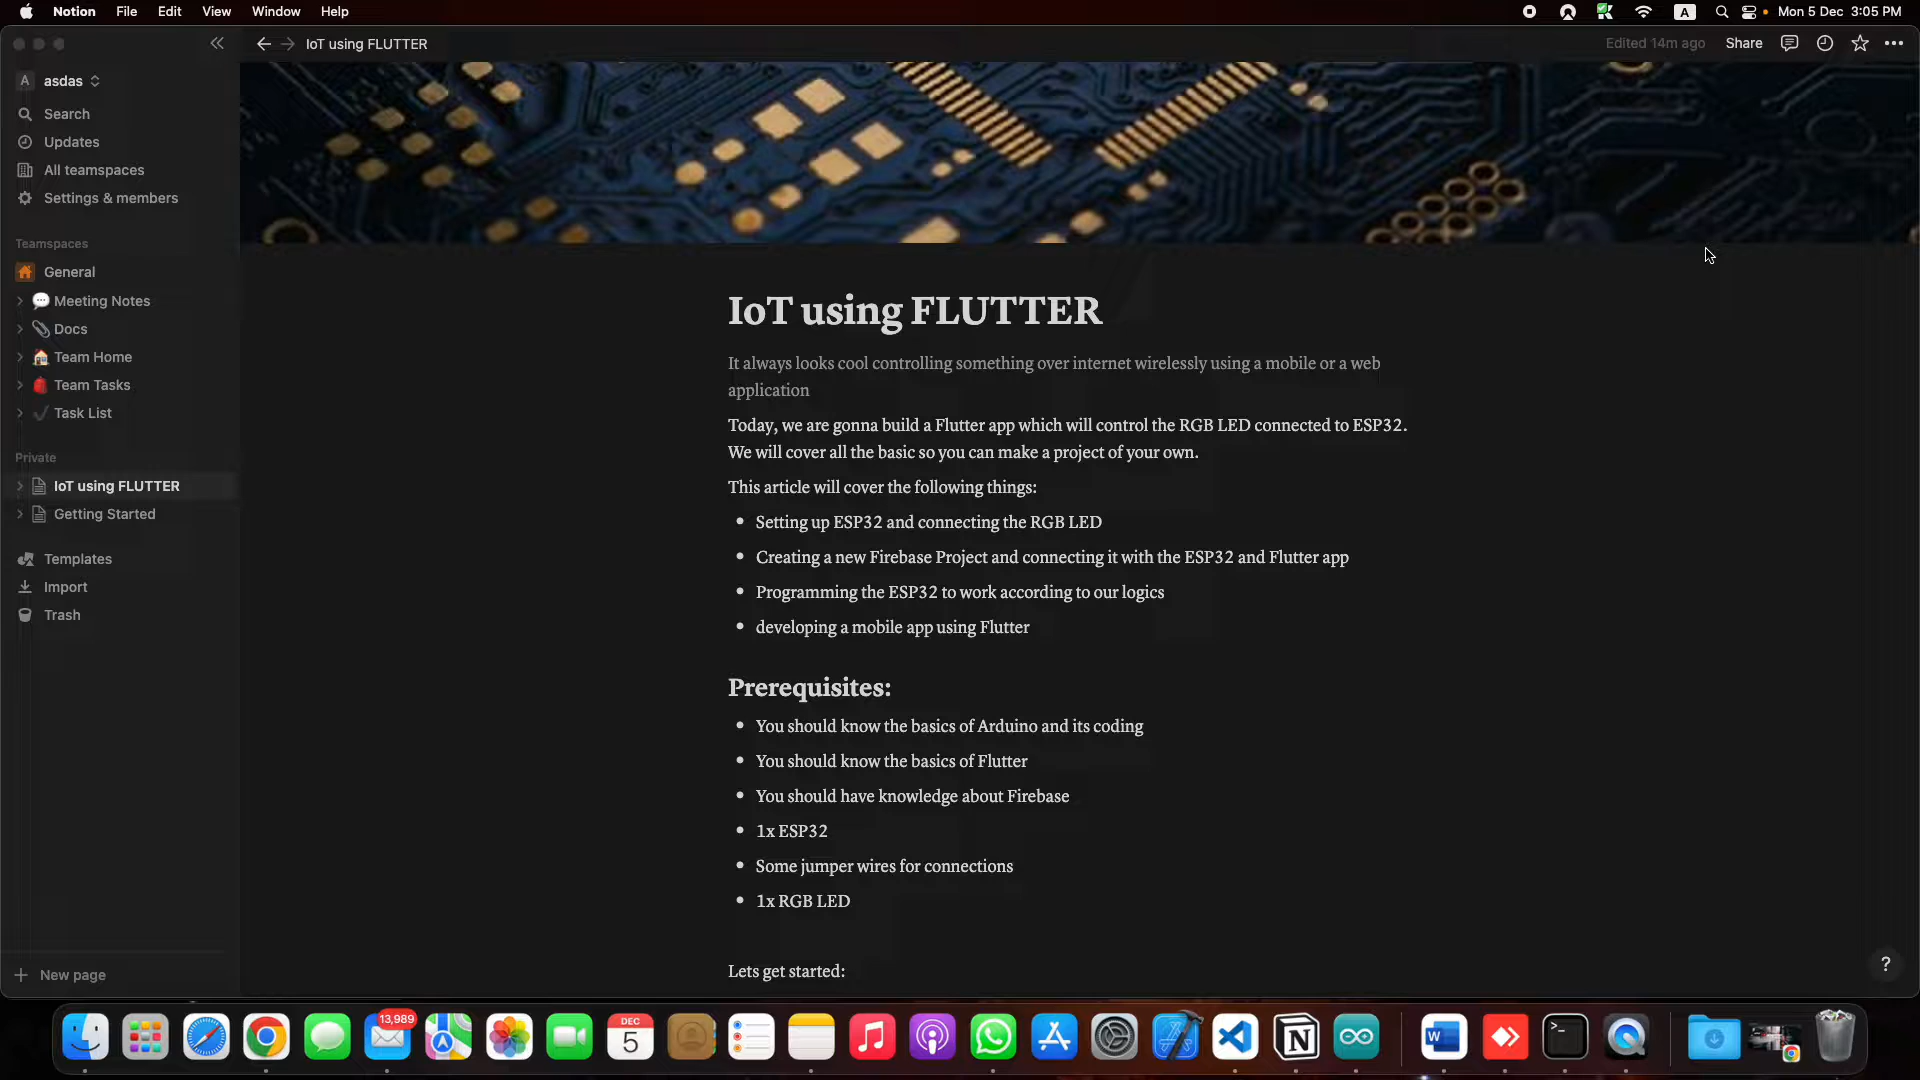 Notion File Edit View Window Help A Mon 5 Dec 3:05 PM
IoT using FLUTTER Edited 14m ago Share
A asdas
Search
Updates
All teamspaces
Settings & members
Teamspaces
General
Meeting Notes
Docs
Team Home
Team Tasks
Task List
Private
IoT using FLUTTER
Getting Started
Templates
Import
Trash
New page
IoT using FLUTTER
It always looks cool controlling something over internet wirelessly using a mobile or a web
application
Today, we are gonna build a Flutter app which will control the RGB LED connected to ESP32.
We will cover all the basic so you can make a project of your own.
This article will cover the following things:
• Setting up ESP32 and connecting the RGB LED
• Creating a new Firebase Project and connecting it with the ESP32 and Flutter app
• Programming the ESP32 to work according to our logics
• developing a mobile app using Flutter
Prerequisites:
• You should know the basics of Arduino and its coding
• You should know the basics of Flutter
• You should have knowledge about Firebase
• 1x ESP32
• Some jumper wires for connections
• 1x RGB LED
Lets get started:
?
13,989
DEC
5
W